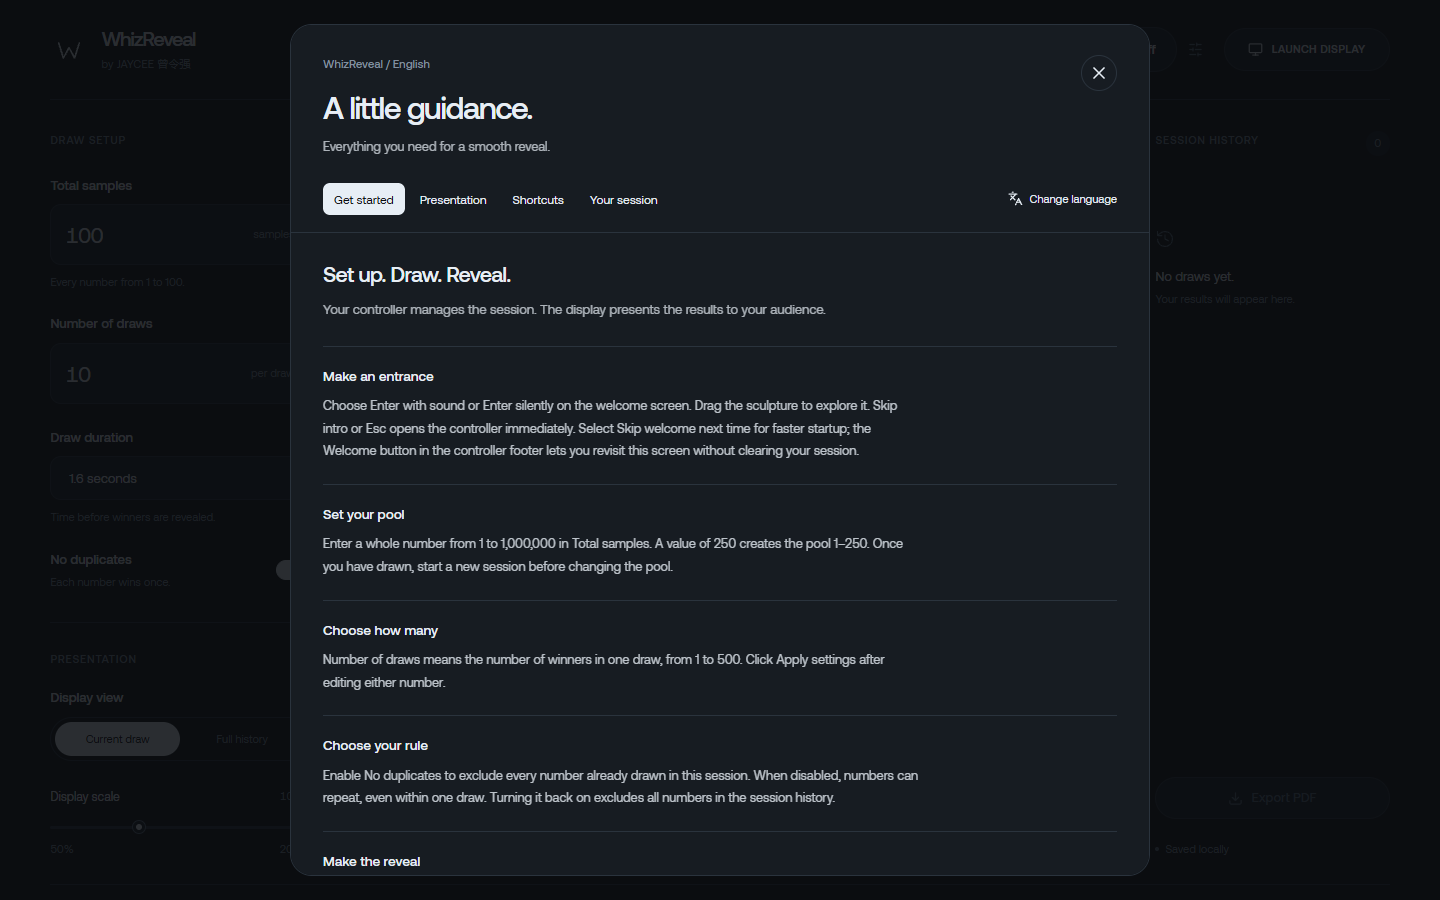 WhizReveal
by JAYCEE 曾令强
LAUNCH DISPLAY
DRAW SETUP
Total samples
100
Every number from 1 to 100.
Number of draws
10
Draw duration
1.6 seconds
Time before winners are revealed.
No duplicates
Each number wins once.
PRESENTATION
Display view
Current draw
Full history
Display scale
60%
WhizReveal / English
A little guidance.
Everything you need for a smooth reveal.
Get started
Presentation
Shortcuts
Your session
Change language
Set up. Draw. Reveal.
Your controller manages the session. The display presents the results to your audience.
Make an entrance
Choose Enter with sound or Enter silently on the welcome screen. Drag the sculpture to explore it. Skip
intro or Esc opens the controller immediately. Select Skip welcome next time for faster startup; the
Welcome button in the controller footer lets you revisit this screen without clearing your session.
Set your pool
Enter a whole number from 1 to 1,000,000 in Total samples. A value of 250 creates the pool 1–250. Once
you have drawn, start a new session before changing the pool.
Choose how many
Number of draws means the number of winners in one draw, from 1 to 500. Click Apply settings after
editing either number.
Choose your rule
Enable No duplicates to exclude every number already drawn in this session. When disabled, numbers can
repeat, even within one draw. Turning it back on excludes all numbers in the session history.
Make the reveal
SESSION HISTORY
0
No draws yet.
Your results will appear here.
Export PDF
Saved locally